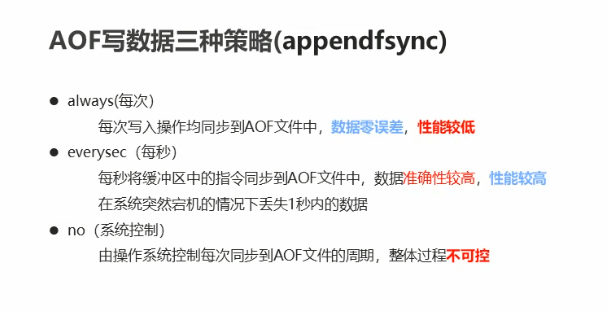 AOF写数据三种策略(appendfsync)
● always(每次）
每次写入操作均同步到AOF文件中，数据零误差，性能较低
● everysec（每秒）
每秒将缓冲区中的指令同步到AOF文件中，数据准确性较高，性能较高
在系统突然宕机的情况下丢失1秒内的数据
● no（系统控制）
由操作系统控制每次同步到AOF文件的周期，整体过程不可控